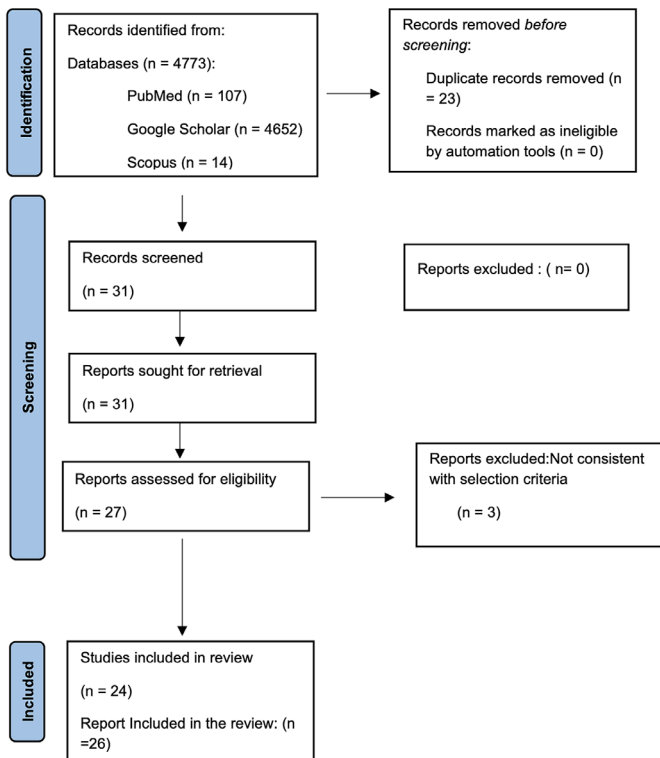 Identification
Records identified from:
Databases (n = 4773):
PubMed (n = 107)
Google Scholar (n = 4652)
Scopus (n = 14)
Records removed before
screening:
Duplicate records removed (n
= 23)
Records marked as ineligible
by automation tools (n = 0)
Screening
Records screened
(n = 31)
Reports excluded : ( n= 0)
Reports sought for retrieval
(n = 31)
Reports assessed for eligibility
(n = 27)
Reports excluded:Not consistent
with selection criteria
(n = 3)
Included
Studies included in review
(n = 24)
Report Included in the review: (n
=26)